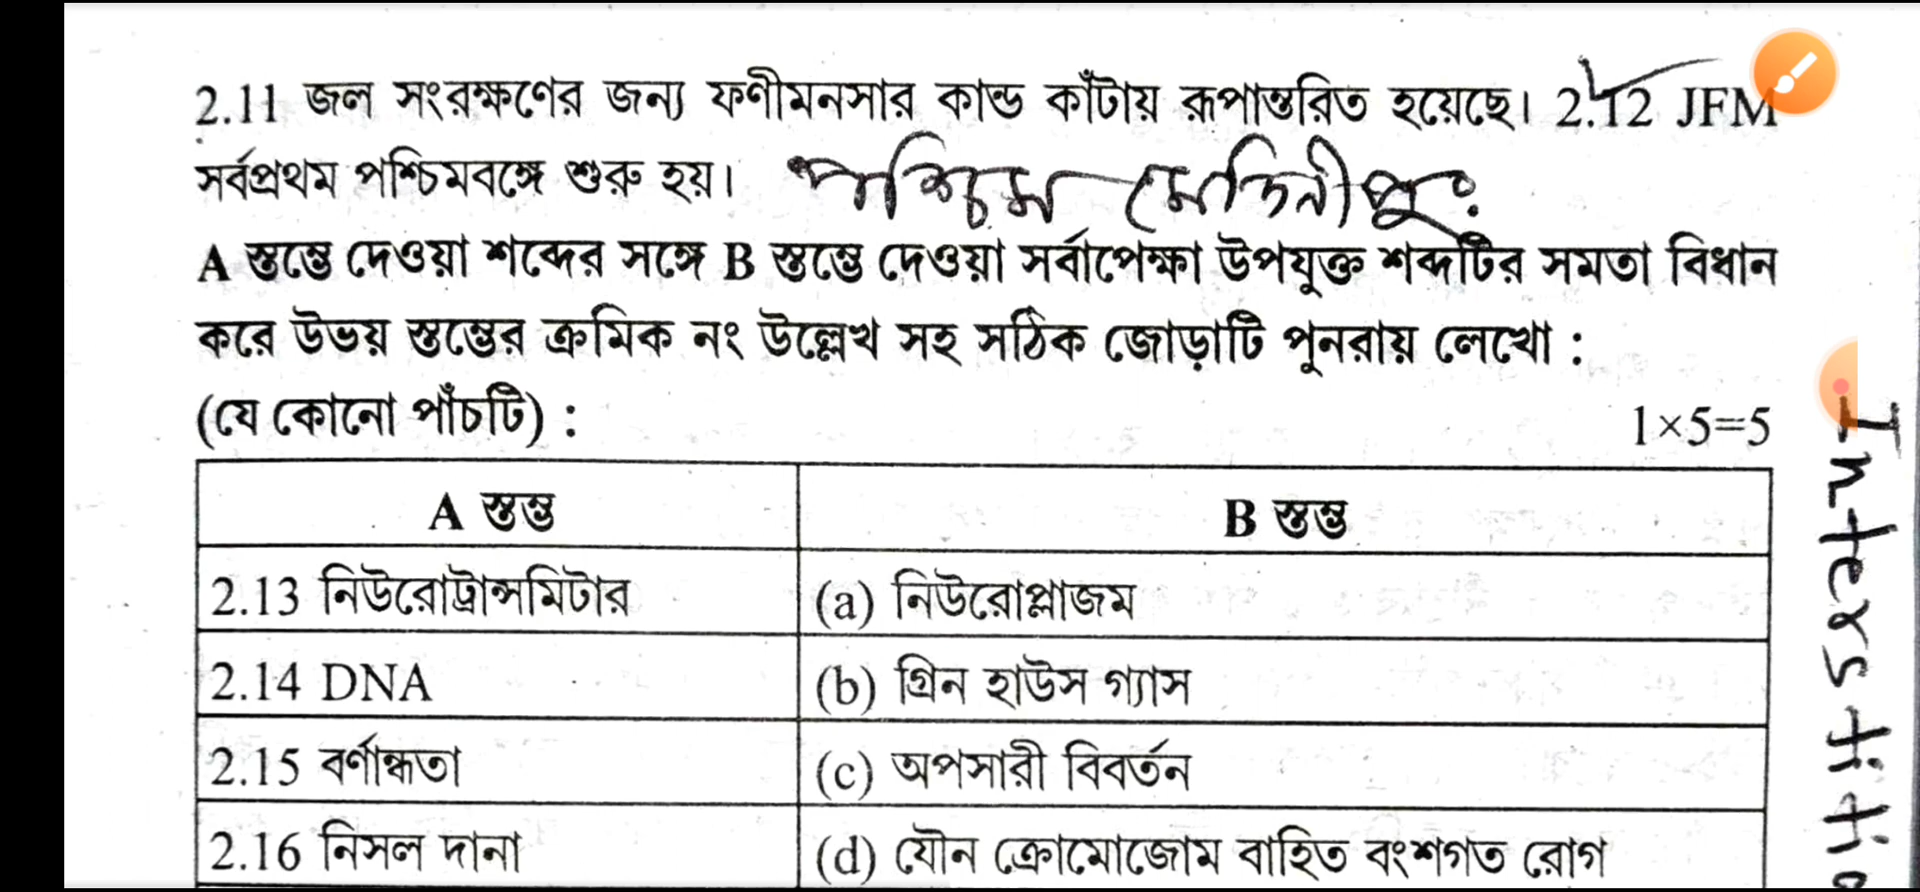 2.11 জল সংরক্ষণের জন্য ফণীমনসার কান্ড কাঁটায় রূপান্তরিত হয়েছে। 2.12 JFM
সর্বপ্রথম পশ্চিমবঙ্গে শুরু হয়। পশ্চিম মেদিনীপুর
A স্তম্ভে দেওয়া শব্দের সঙ্গে B স্তম্ভে দেওয়া সর্বাপেক্ষা উপযুক্ত শব্দটির সমতা বিধান
করে উভয় স্তম্ভের ক্রমিক নং উল্লেখ সহ সঠিক জোড়াটি পুনরায় লেখো :
(যে কোনো পাঁচটি) : 1×5=5
A স্তম্ভ B স্তম্ভ
2.13 নিউরোট্রান্সমিটার (a) নিউরোপ্লাজম
2.14 DNA (b) গ্রিন হাউস গ্যাস
2.15 বর্ণান্ধতা (c) অপসারী বিবর্তন
2.16 নিসল দানা (d) যৌন ক্রোমোজোম বাহিত বংশগত রোগ
Interstitio